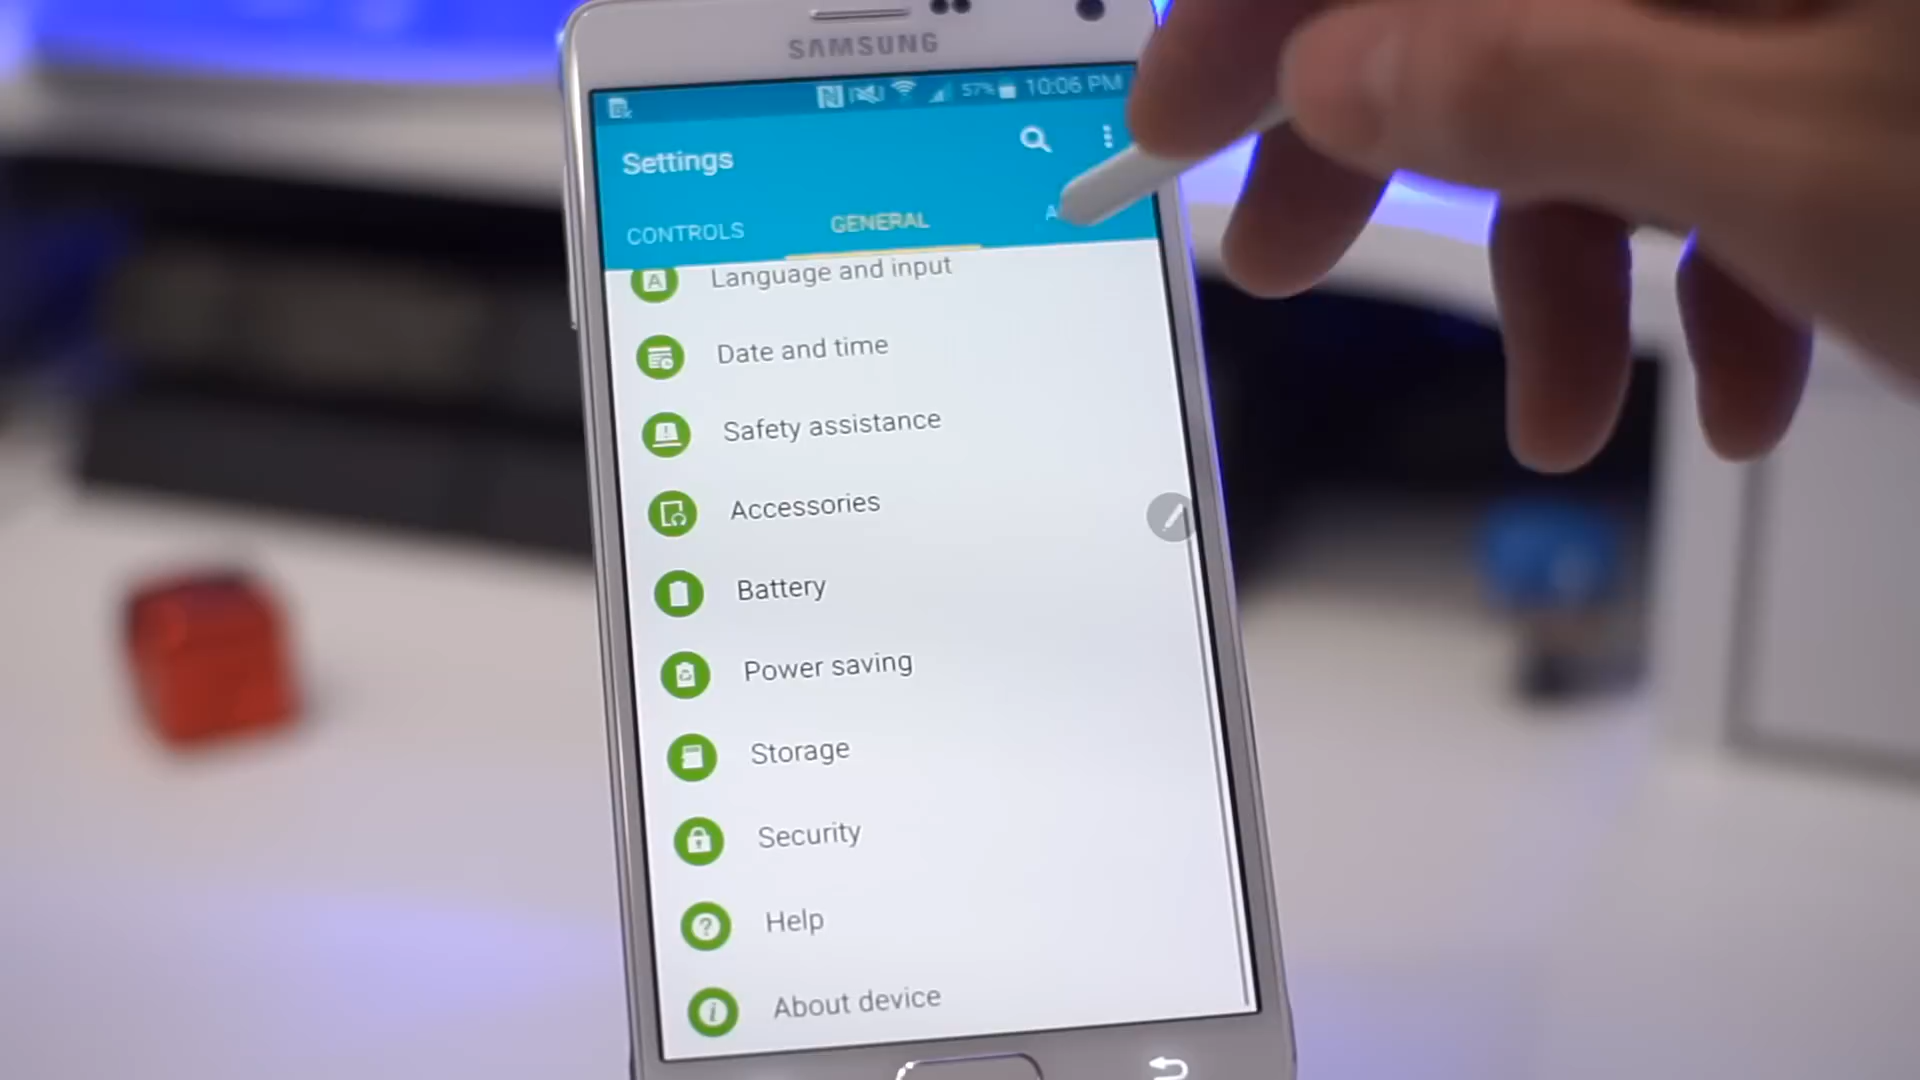 SAMSUNG
57% 10:06 PM
Settings
CONTROLS GENERAL A
Language and input
Date and time
Safety assistance
Accessories
Battery
Power saving
Storage
Security
Help
About device